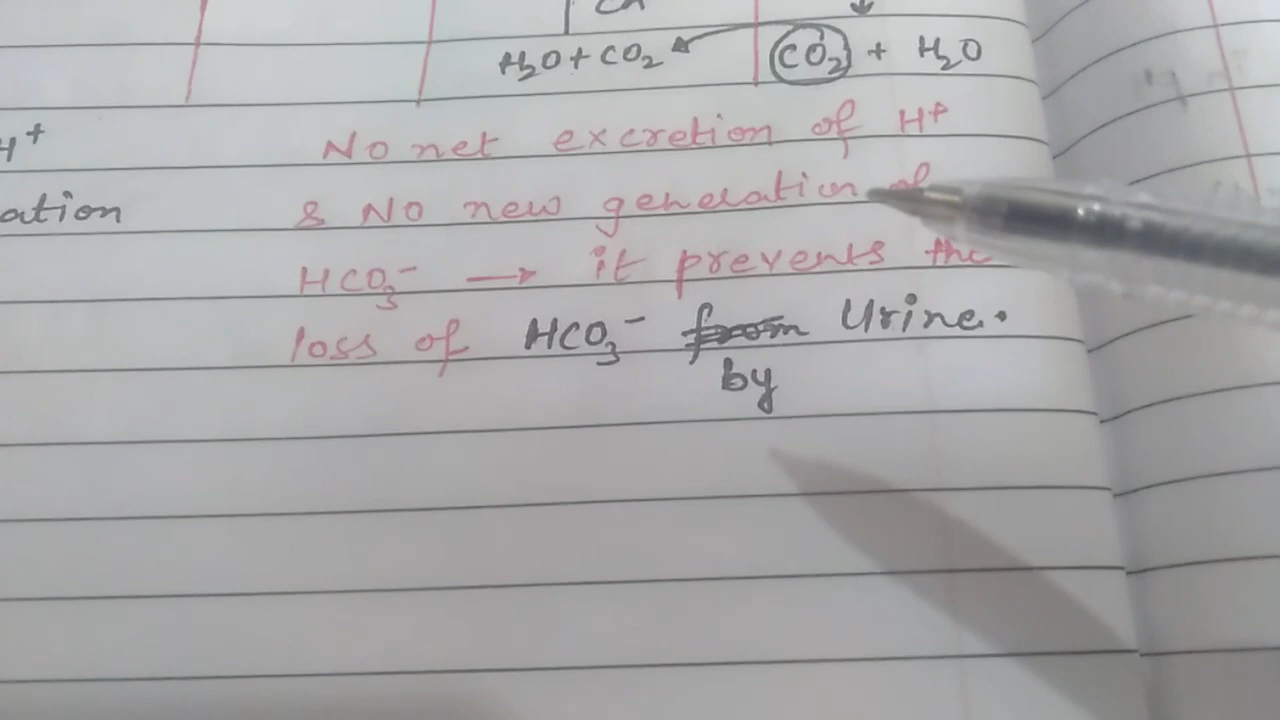 CA
H₂O + CO₂ CO₂ + H₂O
H⁺ No net excretion of H⁺
ation & No new generation of
HCO₃⁻ → it prevents the
loss of HCO₃⁻ from Urine.
by